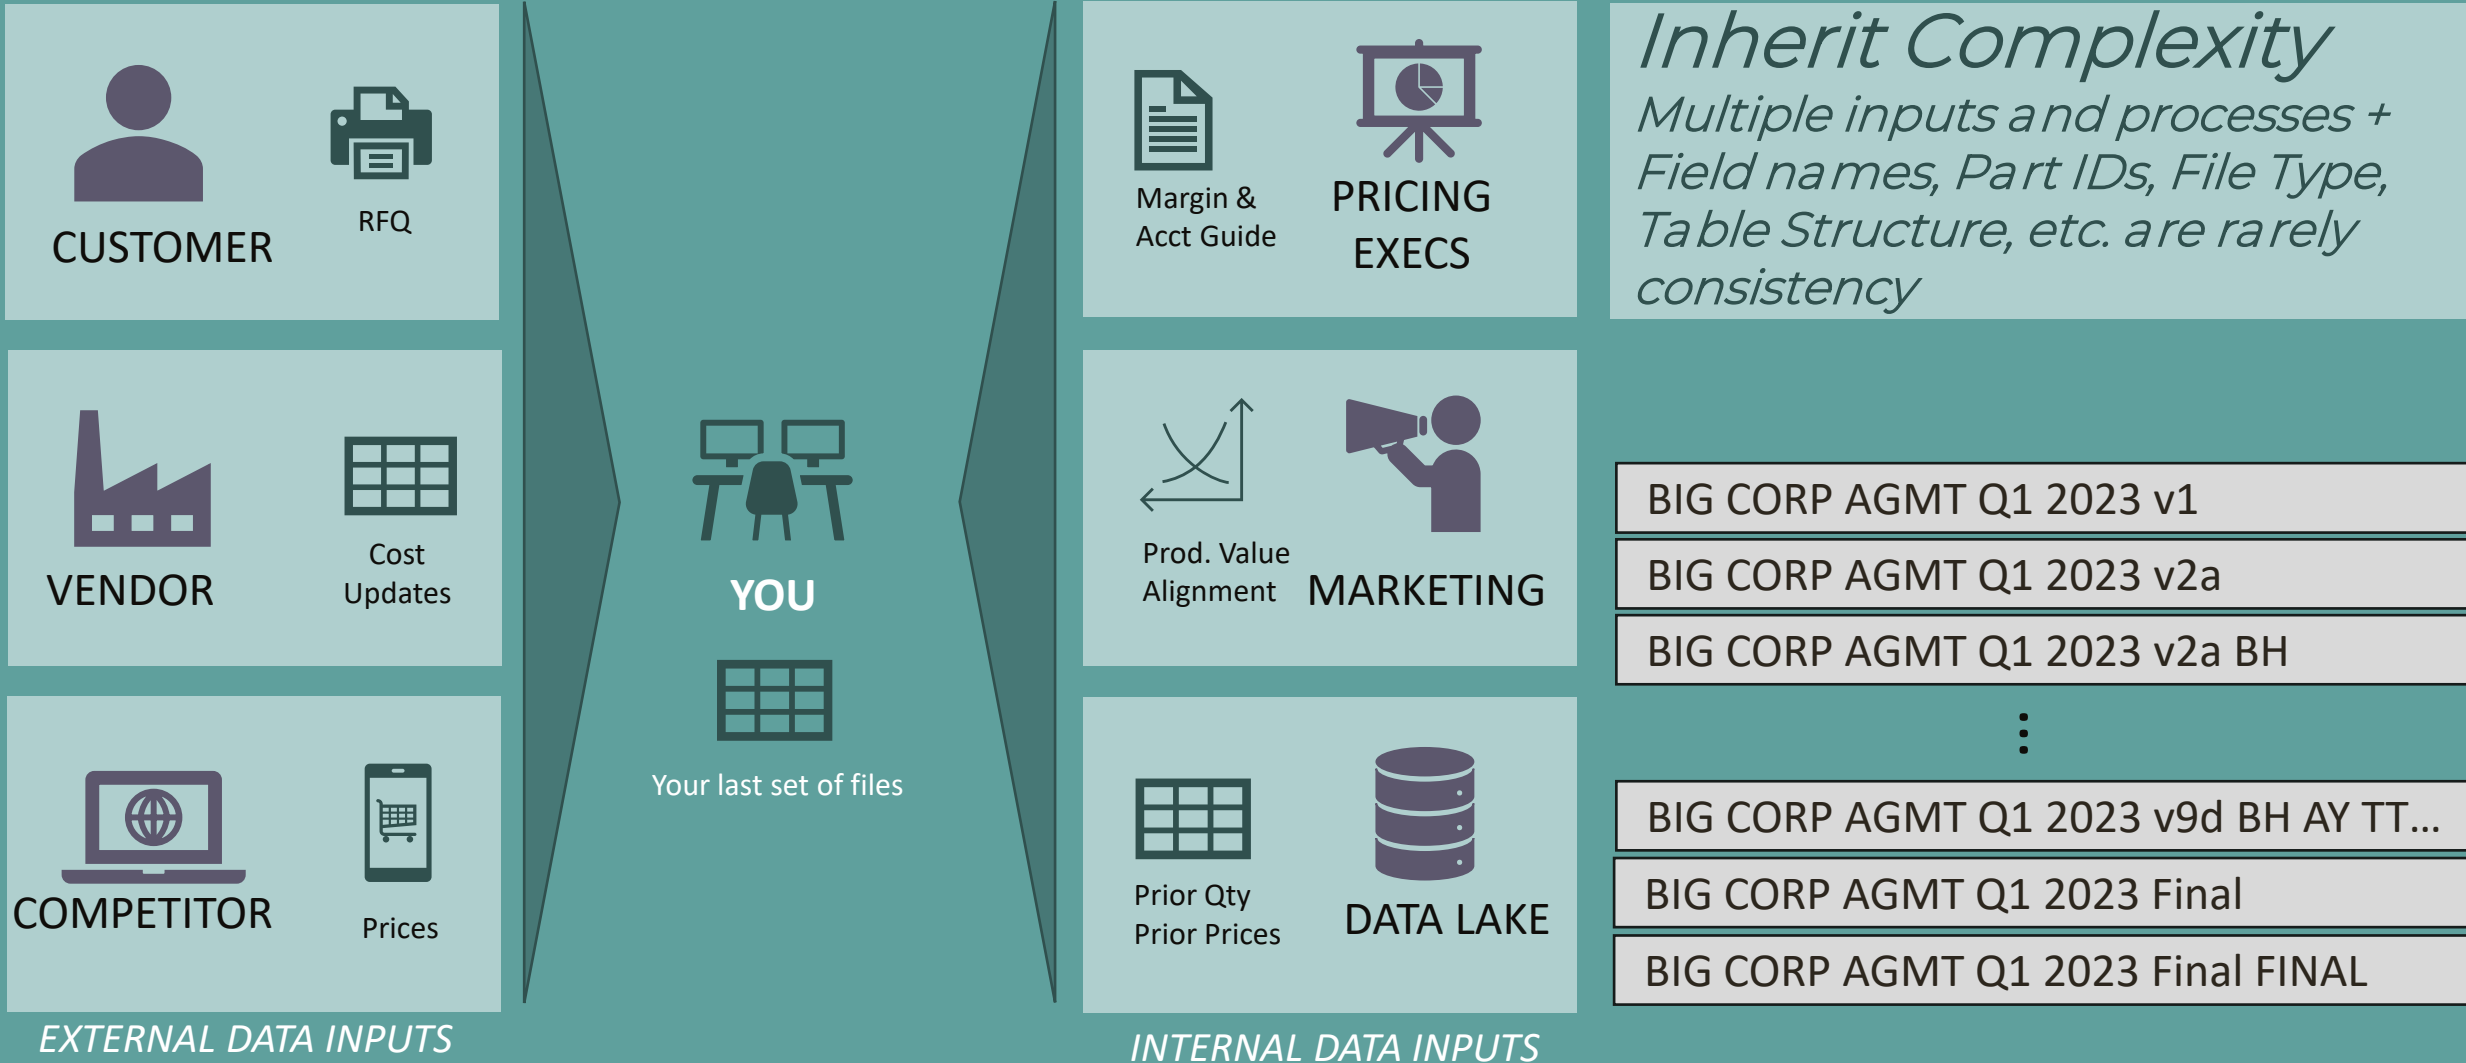 CUSTOMER
RFQ
VENDOR
Cost
Updates
COMPETITOR
Prices
EXTERNAL DATA INPUTS
YOU
Your last set of files
Margin &
Acct Guide
PRICING
EXECS
Prod. Value
Alignment
MARKETING
Prior Qty
Prior Prices
DATA LAKE
INTERNAL DATA INPUTS
Inherit Complexity
Multiple inputs and processes +
Field names, Part IDs, File Type,
Table Structure, etc. are rarely
consistency
BIG CORP AGMT Q1 2023 v1
BIG CORP AGMT Q1 2023 v2a
BIG CORP AGMT Q1 2023 v2a BH
⋮
BIG CORP AGMT Q1 2023 v9d BH AY TT…
BIG CORP AGMT Q1 2023 Final
BIG CORP AGMT Q1 2023 Final FINAL